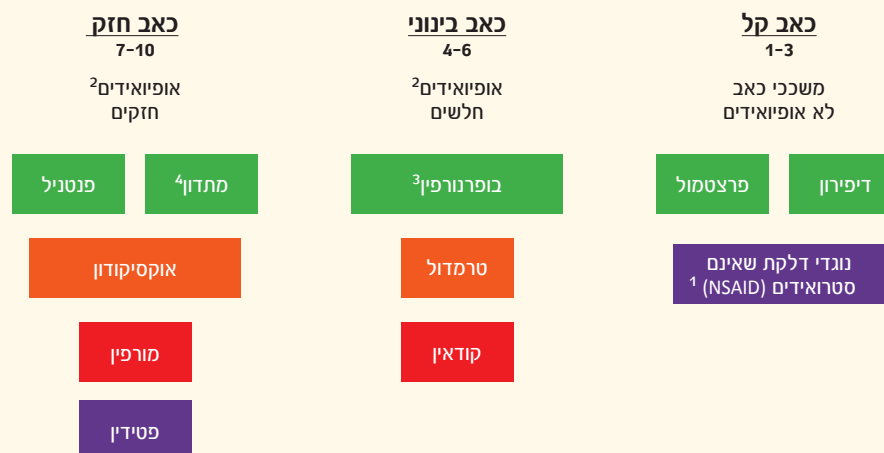 כאב קל
1-3
משככי כאב
לא אופיואידים
דיפירון
פרצטמול
נוגדי דלקת שאינם
סטרואידים (NSAID) ¹
כאב בינוני
4-6
אופיואידים²
חלשים
בופרנורפין³
טרמדול
קודאין
כאב חזק
7-10
אופיואידים²
חזקים
מתדון⁴
פנטניל
אוקסיקודון
מורפין
פטידין